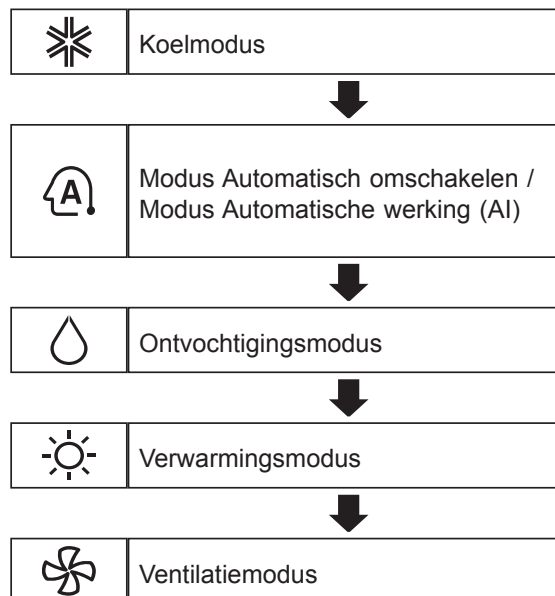 Koelmodus
A
Modus Automatisch omschakelen /
Modus Automatische werking (AI)
Ontvochtigingsmodus
Verwarmingsmodus
Ventilatiemodus